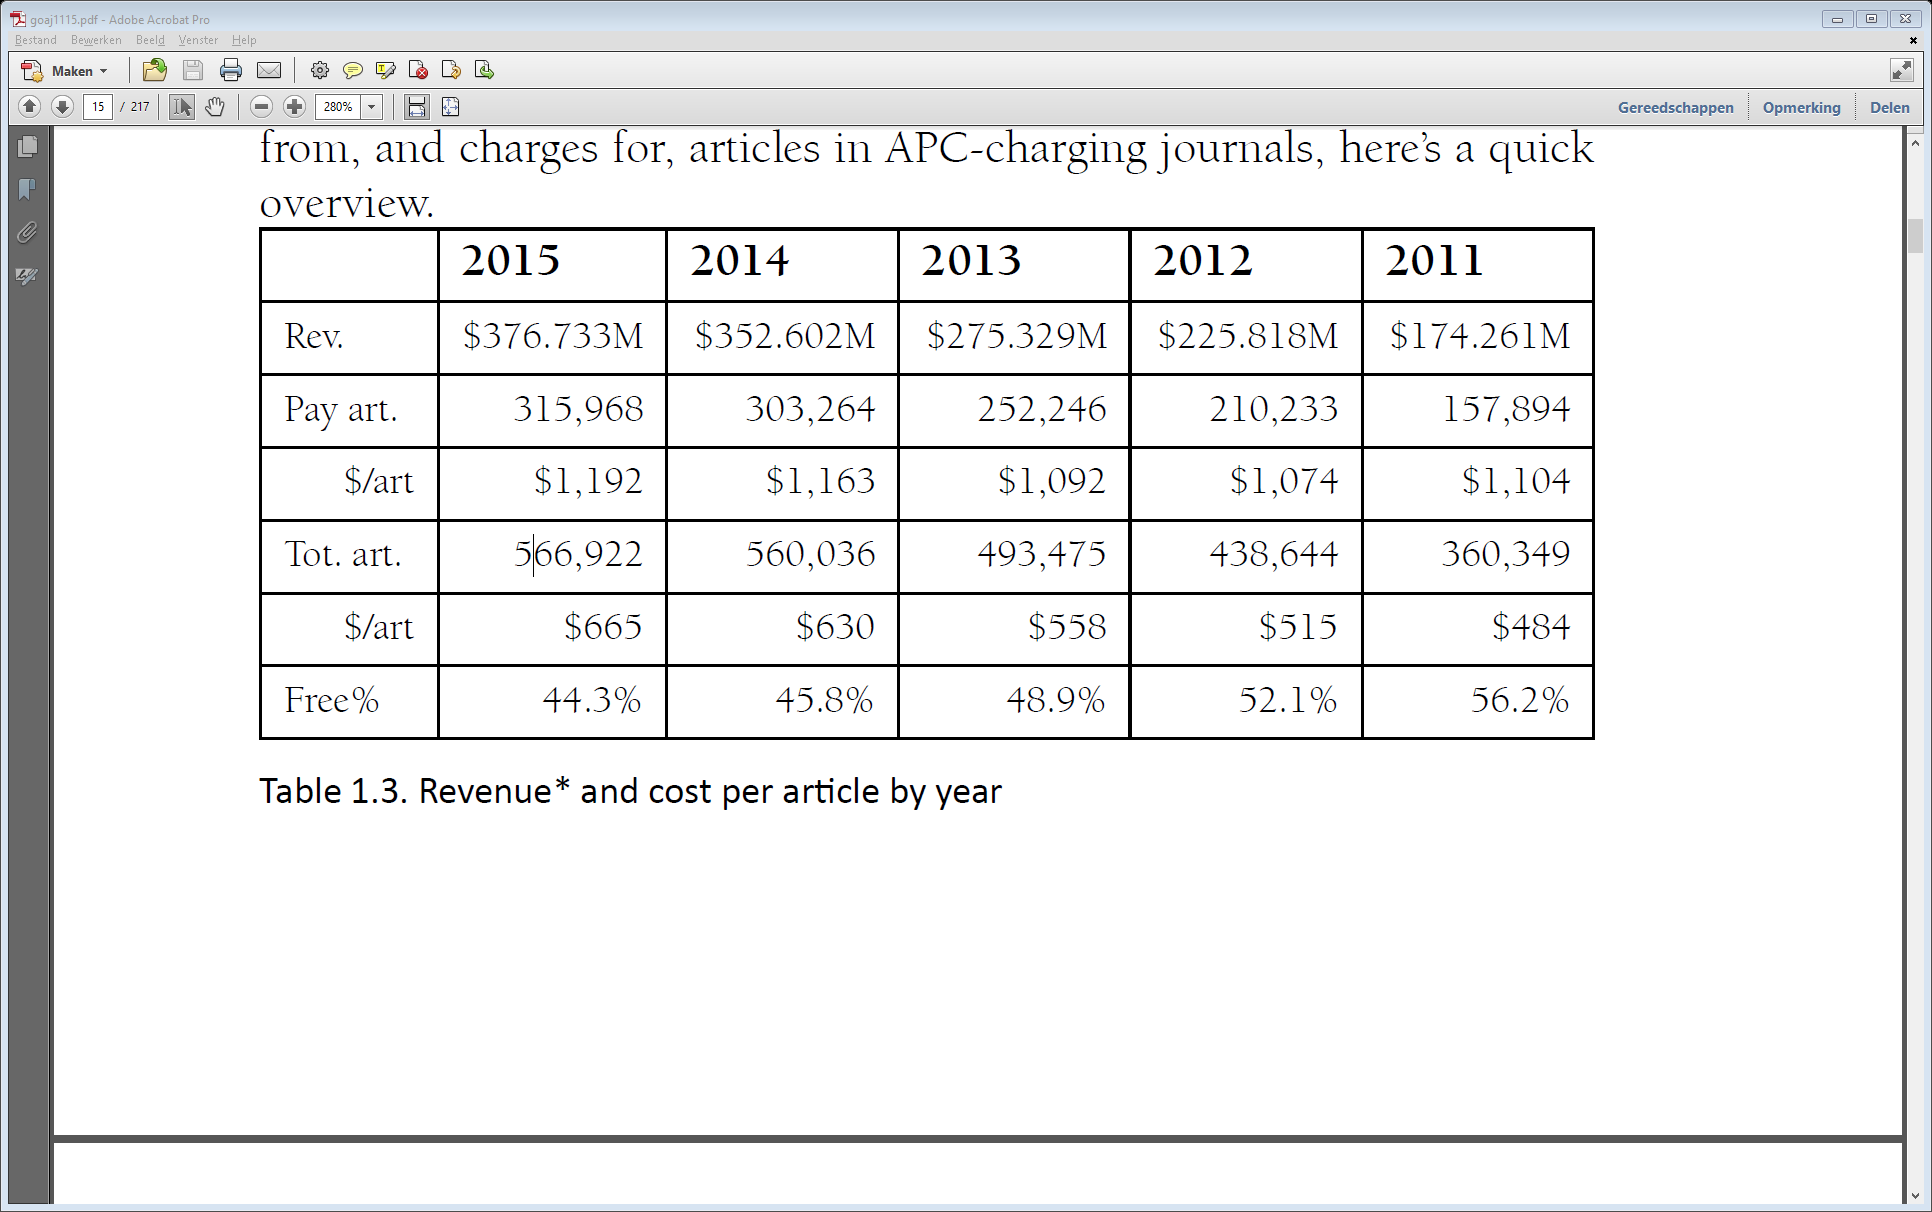 goaj1115.pdf - Adobe Acrobat Pro
Bestand Bewerken Beeld Venster Help
Maken
15 / 217 280% Gereedschappen Opmerking Delen
from, and charges for, articles in APC-charging journals, here’s a quick
overview.
2015 2014 2013 2012 2011
Rev. $376.733M $352.602M $275.329M $225.818M $174.261M
Pay art. 315,968 303,264 252,246 210,233 157,894
$/art $1,192 $1,163 $1,092 $1,074 $1,104
Tot. art. 566,922 560,036 493,475 438,644 360,349
$/art $665 $630 $558 $515 $484
Free% 44.3% 45.8% 48.9% 52.1% 56.2%
Table 1.3. Revenue* and cost per article by year